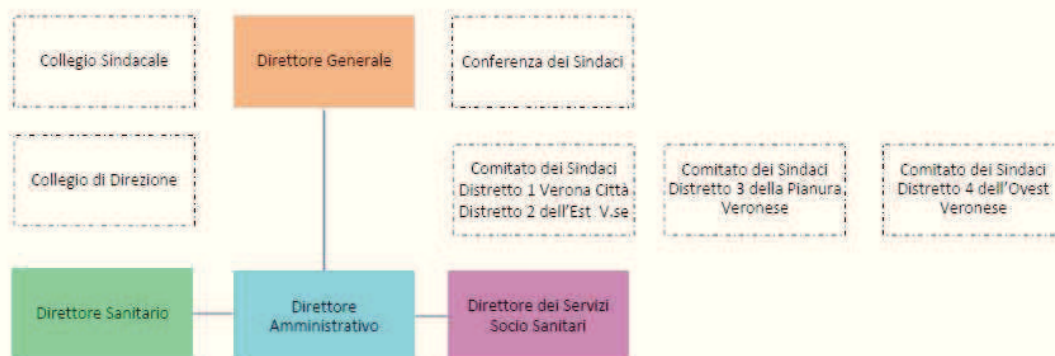 Collegio Sindacale
Direttore Generale
Conferenza dei Sindaci
Collegio di Direzione
Comitato dei Sindaci
Distretto 1 Verona Città
Distretto 2 dell'Est V.se
Comitato dei Sindaci
Distretto 3 della Pianura
Veronese
Comitato dei Sindaci
Distretto 4 dell'Ovest
Veronese
Direttore Sanitario
Direttore
Amministrativo
Direttore dei Servizi
Socio Sanitari